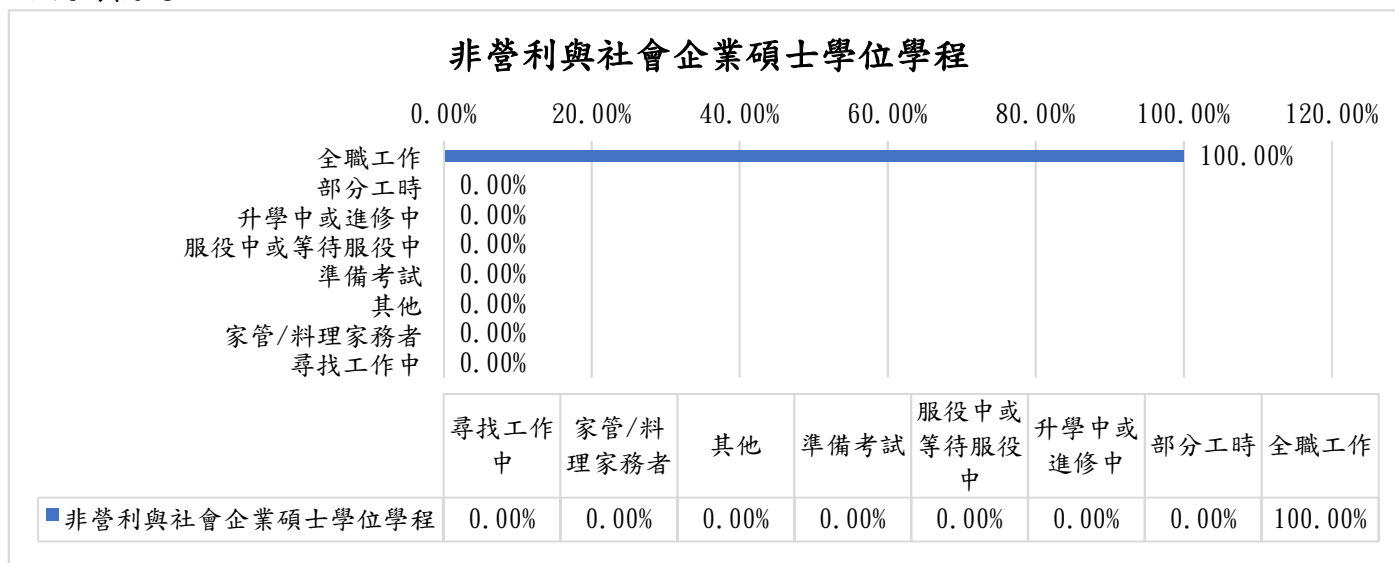 非營利與社會企業碩士學位學程
0.00% 20.00% 40.00% 60.00% 80.00% 100.00% 120.00%
全職工作 100.00%
部分工時 0.00%
升學中或進修中 0.00%
服役中或等待服役中 0.00%
準備考試 0.00%
其他 0.00%
家管/料理家務者 0.00%
尋找工作中 0.00%
尋找工作
中
家管/料
理家務者
其他
準備考試
服役中或
等待服役
中
升學中或
進修中
部分工時
全職工作
非營利與社會企業碩士學位學程 0.00% 0.00% 0.00% 0.00% 0.00% 0.00% 0.00% 100.00%